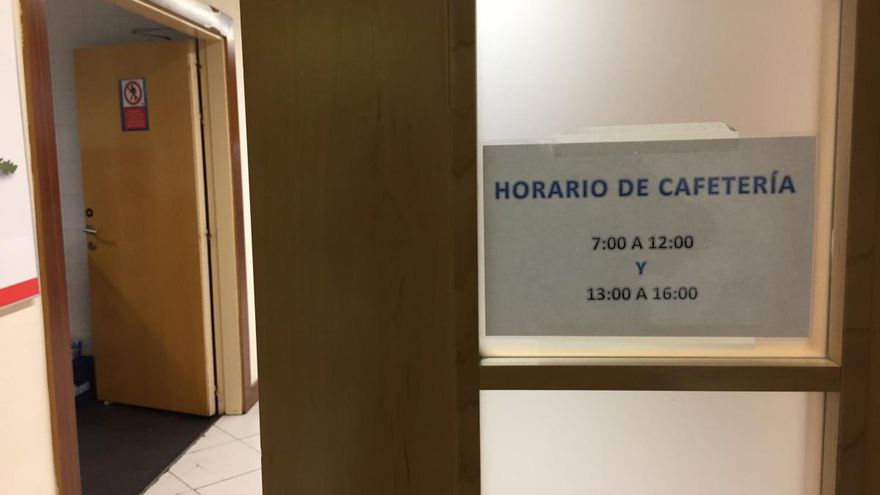 HORARIO DE CAFETERÍA
7:00 A 12:00
Y
13:00 A 16:00